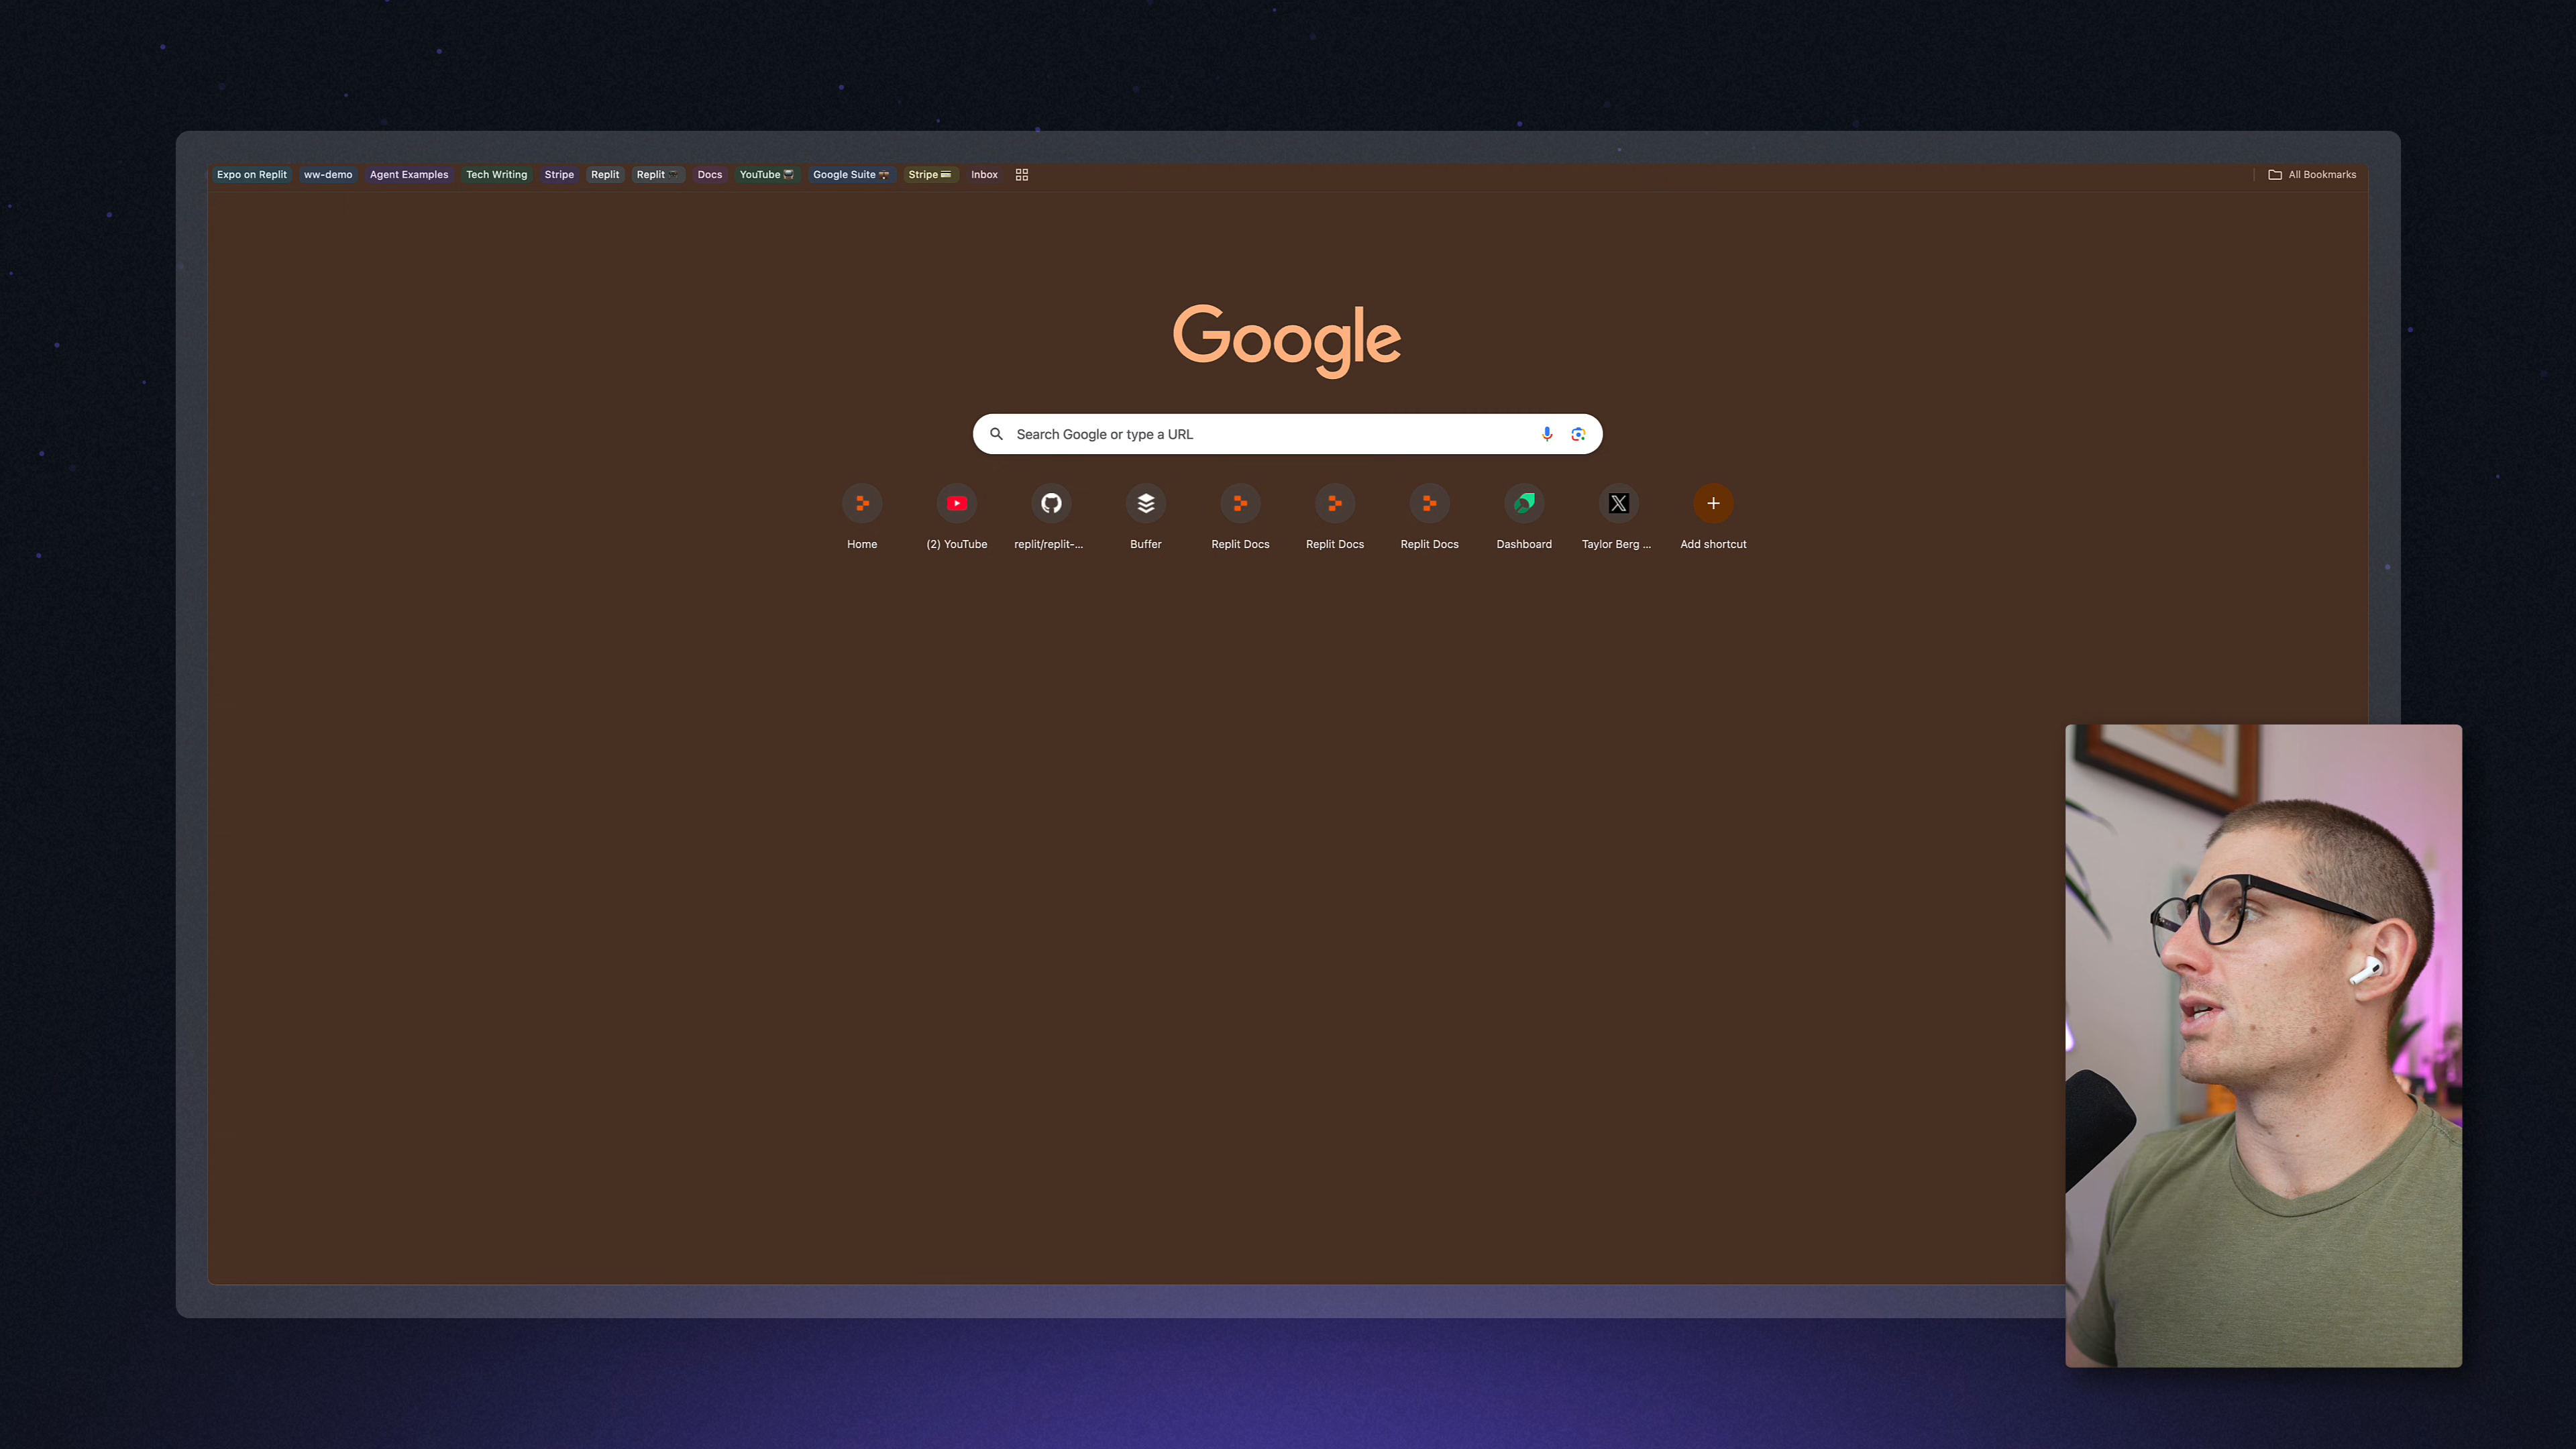 Expo on Replit ww-demo Agent Examples Tech Writing Stripe Replit Replit Docs YouTube Google Suite Stripe Inbox All Bookmarks
Google
Search Google or type a URL
Home (2) YouTube replit/replit-... Buffer Replit Docs Replit Docs Replit Docs Dashboard Taylor Berg ... Add shortcut